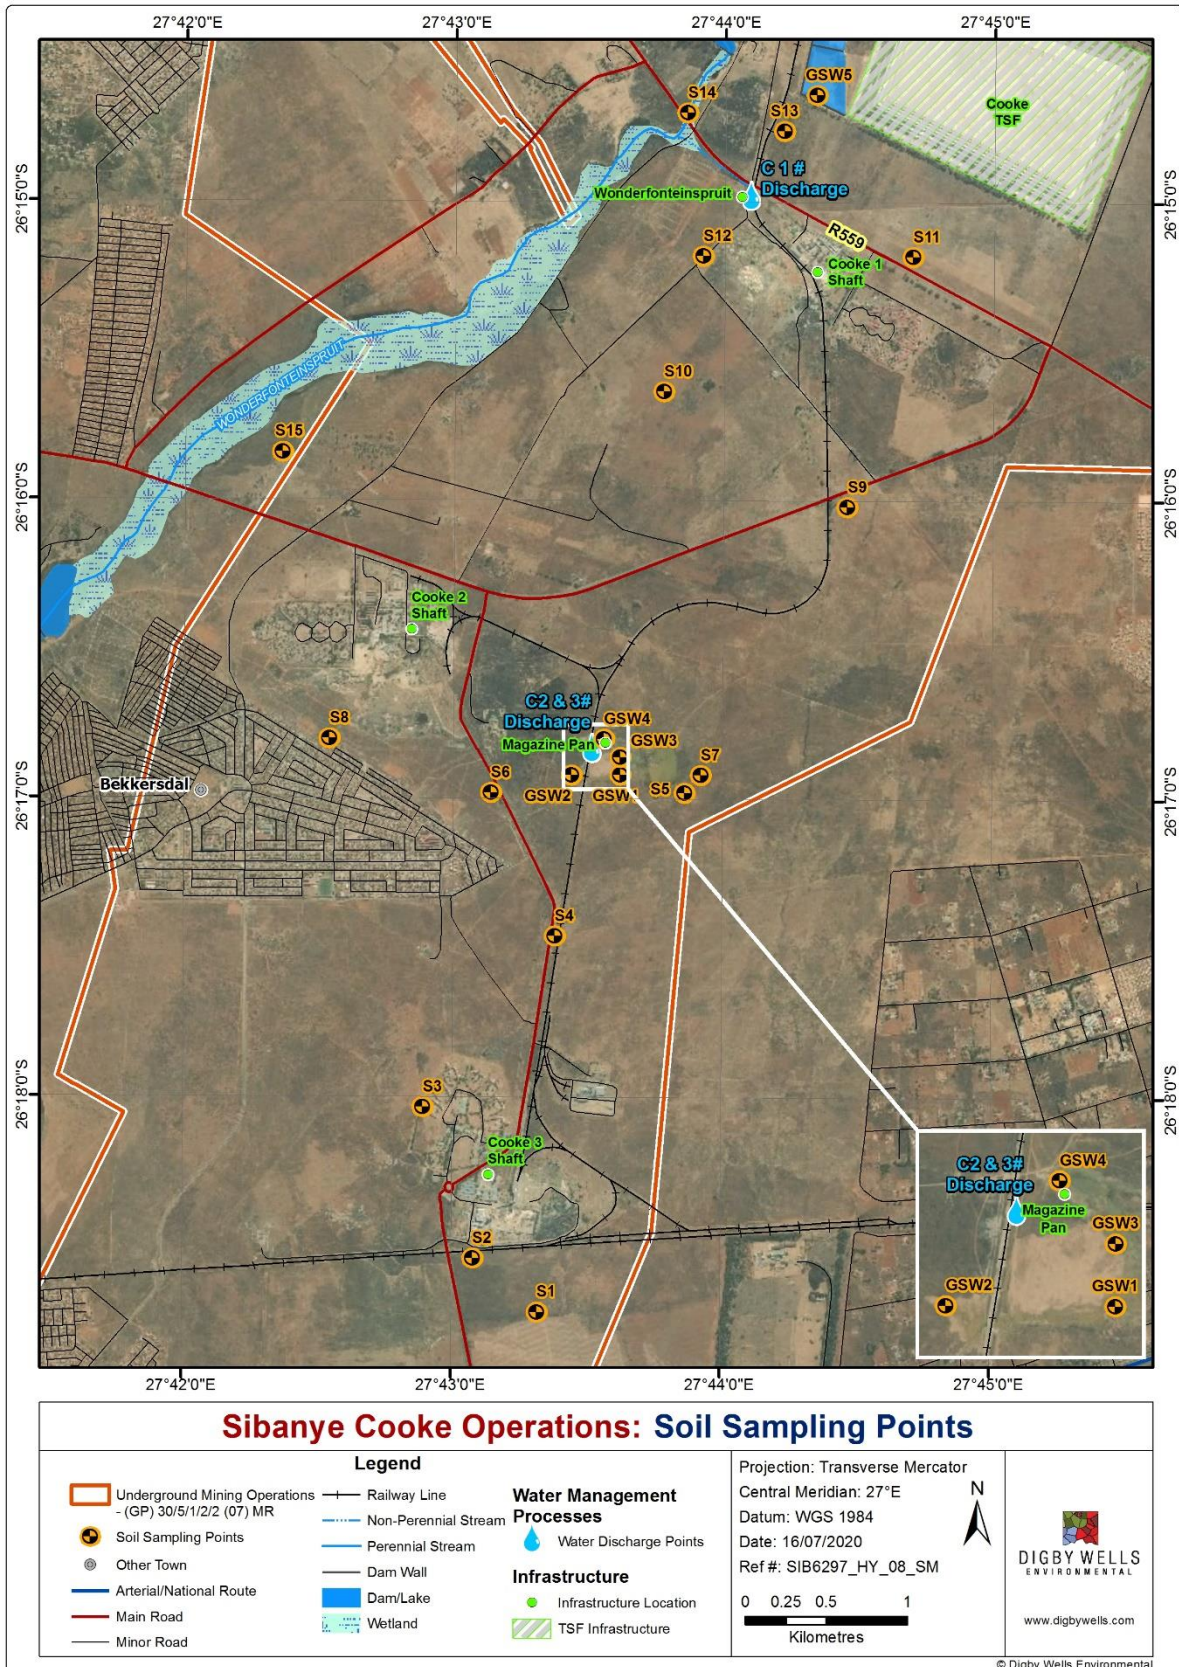 27°42'0"E
27°43'0"E
27°44'0"E
27°45'0"E
GSW5
S14
S13
Cooke
TSF
C 1 #
Discharge
26°15'0"S
26°15'0"S
Wonderfonteinspruit
R559
S12
S11
Cooke 1
Shaft
WONDERFONTEINSPRUIT
S10
S15
S9
26°16'0"S
26°16'0"S
Cooke 2
Shaft
C2 & 3#
Discharge
GSW4
S8
Magazine Pan
GSW3
S7
Bekkersdal
S6
GSW2
GSW1
S5
26°17'0"S
26°17'0"S
S4
S3
26°18'0"S
26°18'0"S
Cooke 3
Shaft
C2 & 3#
Discharge
GSW4
Magazine
Pan
GSW3
S2
GSW2
GSW1
S1
27°42'0"E
27°43'0"E
27°44'0"E
27°45'0"E
Sibanye Cooke Operations: Soil Sampling Points
Legend
Underground Mining Operations
- (GP) 30/5/1/2/2 (07) MR
Soil Sampling Points
Other Town
Arterial/National Route
Main Road
Minor Road
Railway Line
Non-Perennial Stream
Perennial Stream
Dam Wall
Dam/Lake
Wetland
Water Management
Processes
Water Discharge Points
Infrastructure
Infrastructure Location
TSF Infrastructure
Projection: Transverse Mercator
Central Meridian: 27°E
Datum: WGS 1984
Date: 16/07/2020
Ref #: SIB6297_HY_08_SM
N
0 0.25 0.5 1
Kilometres
DIGBY WELLS
ENVIRONMENTAL
www.digbywells.com
© Digby Wells Environmental